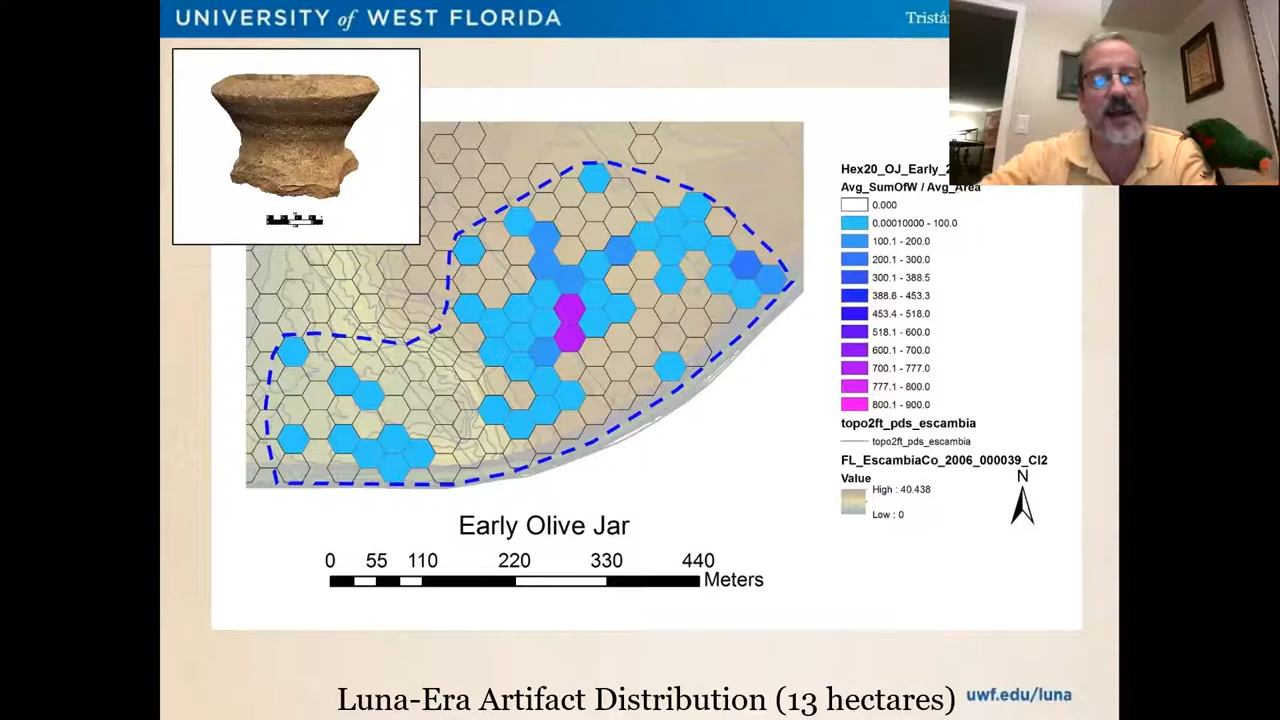 UNIVERSITY of WEST FLORIDA
Hex20_OJ_Early_2
Avg_SumOfW / Avg_Area
0.000
0.00010000 - 100.0
100.1 - 200.0
200.1 - 300.0
300.1 - 388.5
388.6 - 453.3
453.4 - 518.0
518.1 - 600.0
600.1 - 700.0
700.1 - 777.0
777.1 - 800.0
800.1 - 900.0
topo2ft_pds_escambia
topo2ft_pds_escambia
FL_EscambiaCo_2006_000039_CI2
Value
High : 40.438
Low : 0
N
Early Olive Jar
0 55 110 220 330 440
Meters
Luna-Era Artifact Distribution (13 hectares)
uwf.edu/luna